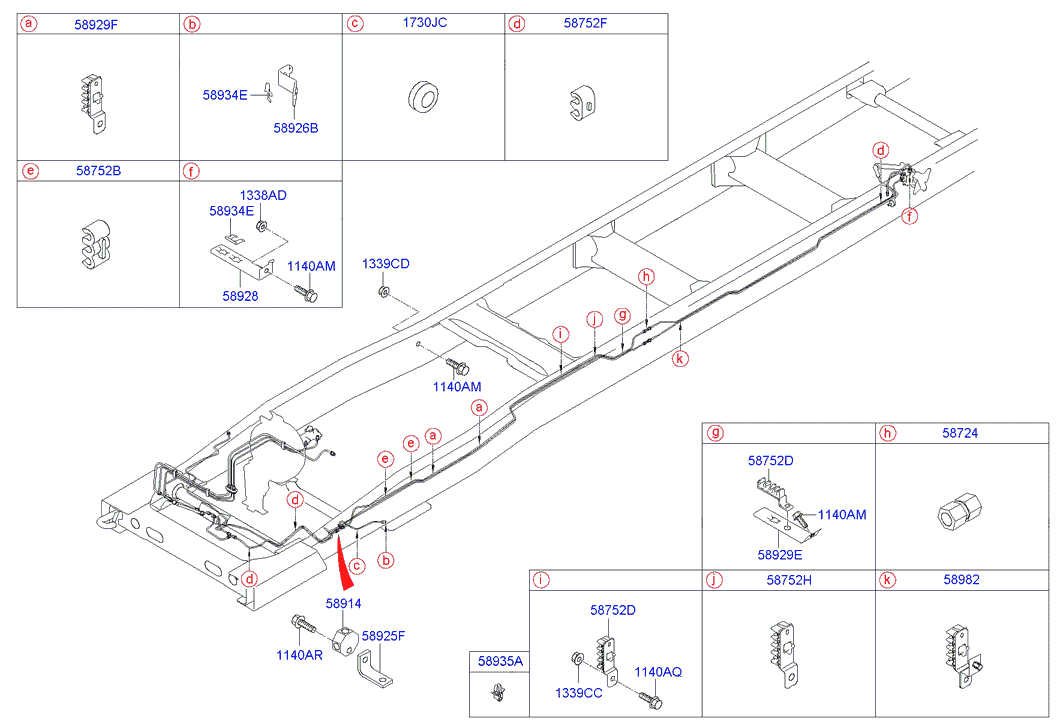 a 58929F b c 1730JC d 58752F
58934E
58926B
e 58752B f
1338AD
58934E
1140AM
58928
1339CD
1140AM
d
f
h
g
j
i
k
a
a
e
e
d
d
c
b
58914
58925F
1140AR
g h 58724
58752D
1140AM
58929E
i j 58752H k 58982
58752D
1140AQ
1339CC
58935A